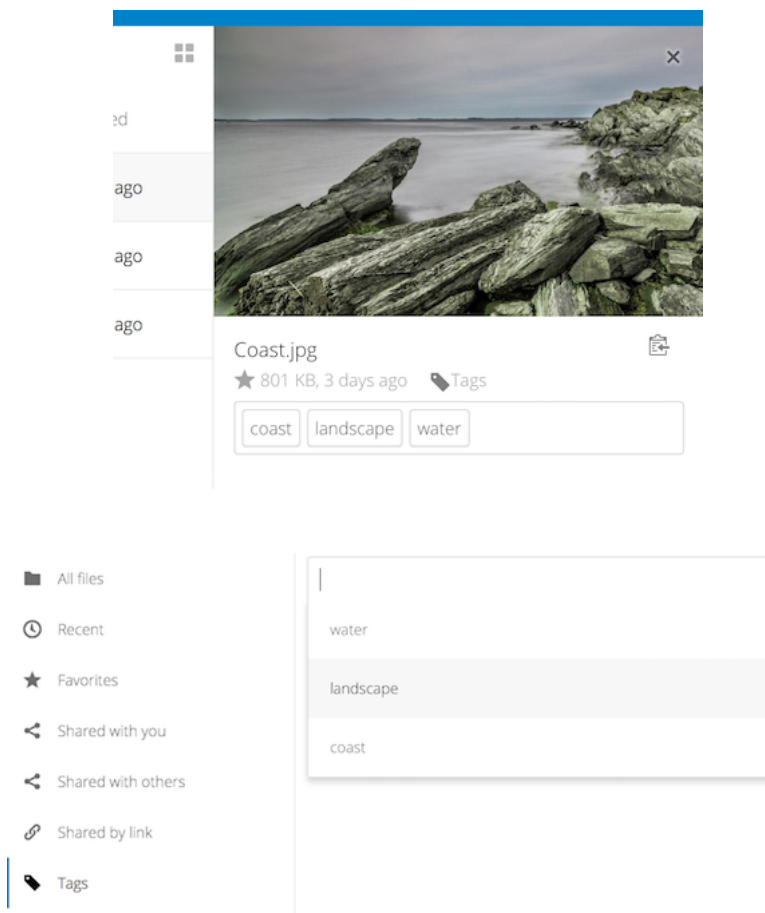 ed
ago
ago
ago
Coast.jpg
801 KB, 3 days ago Tags
coast landscape water
All files
Recent
Favorites
Shared with you
Shared with others
Shared by link
Tags
water
landscape
coast